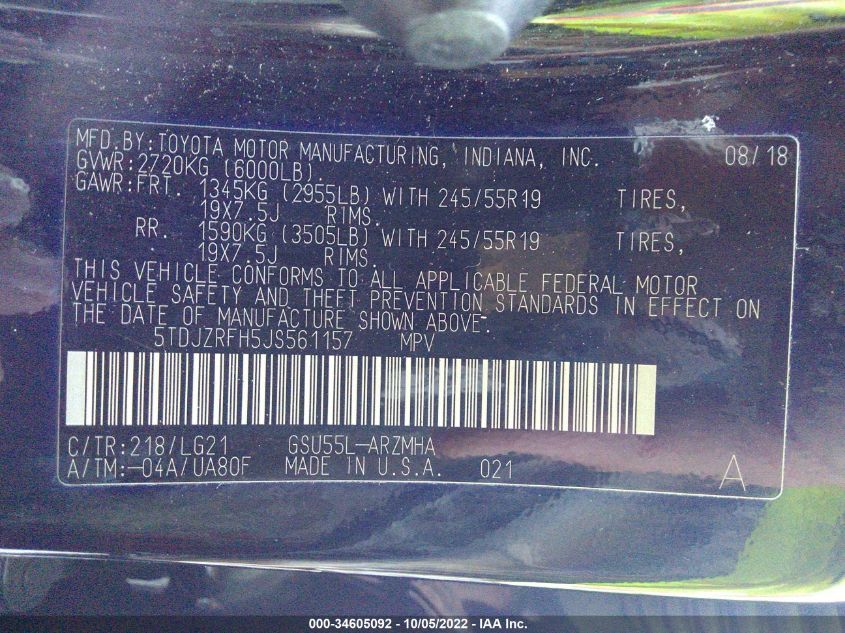 MFD.BY:TOYOTA MOTOR MANUFACTURING, INDIANA, INC. 08/18
GVWR:2720KG (6000LB).
GAWR:FRT. 1345KG (2955LB) WITH 245/55R19 TIRES,
19X7.5J RIMS.
RR. 1590KG (3505LB) WITH 245/55R19 TIRES,
19X7.5J RIMS.
THIS VEHICLE CONFORMS TO ALL APPLICABLE FEDERAL MOTOR
VEHICLE SAFETY AND THEFT PREVENTION STANDARDS IN EFFECT ON
THE DATE OF MANUFACTURE SHOWN ABOVE.
5TDJZRFH5JS561157 MPV
C/TR:218/LG21 GSU55L-ARZMHA
A/TM:-04A/UA80F MADE IN U.S.A. 021 A
000-34605092 - 10/05/2022 - IAA Inc.